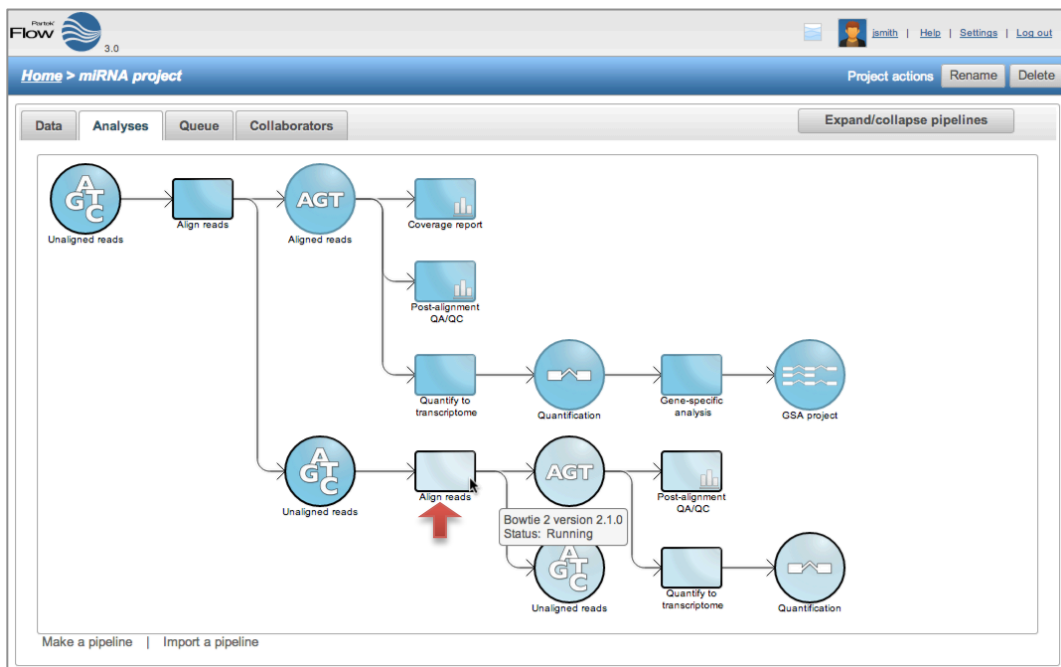 Partek
Flow
3.0
jsmith | Help | Settings | Log out
Home > miRNA project
Project actions Rename Delete
Data Analyses Queue Collaborators
Expand/collapse pipelines
A
G T
C
Unaligned reads
Align reads
AGT
Aligned reads
Coverage report
Post-alignment
QA/QC
Quantify to
transcriptome
Quantification
Gene-specific
analysis
GSA project
A
G T
C
Unaligned reads
Align reads
AGT
Post-alignment
QA/QC
Bowtie 2 version 2.1.0
Status: Running
A
G T
C
Unaligned reads
Quantify to
transcriptome
Quantification
Make a pipeline | Import a pipeline